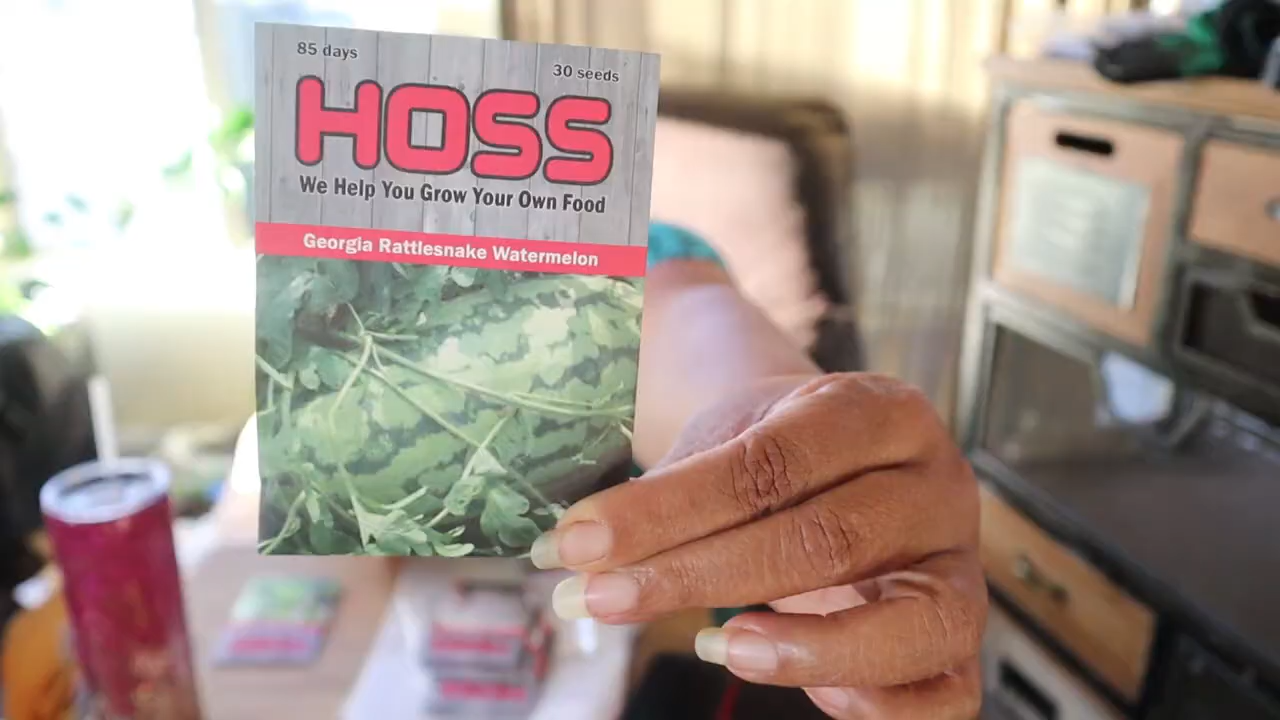 85 days
30 seeds
HOSS
We Help You Grow Your Own Food
Georgia Rattlesnake Watermelon